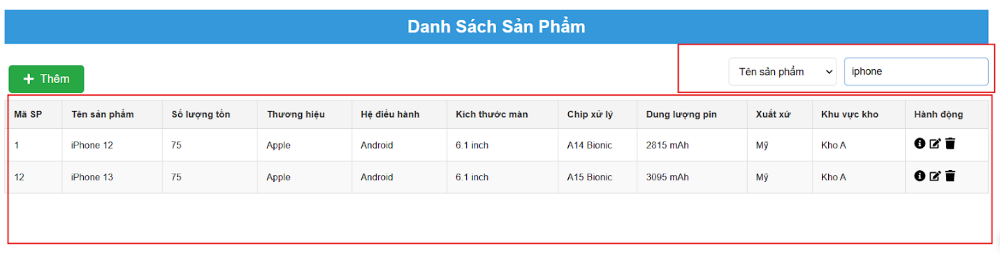 Danh Sách Sản Phẩm
Tên sản phẩm iphone
Thêm
Mã SP Tên sản phẩm Số lượng tồn Thương hiệu Hệ điều hành Kích thước màn Chip xử lý Dung lượng pin Xuất xứ Khu vực kho Hành động
1 iPhone 12 75 Apple Android 6.1 inch A14 Bionic 2815 mAh Mỹ Kho A
12 iPhone 13 75 Apple Android 6.1 inch A15 Bionic 3095 mAh Mỹ Kho A